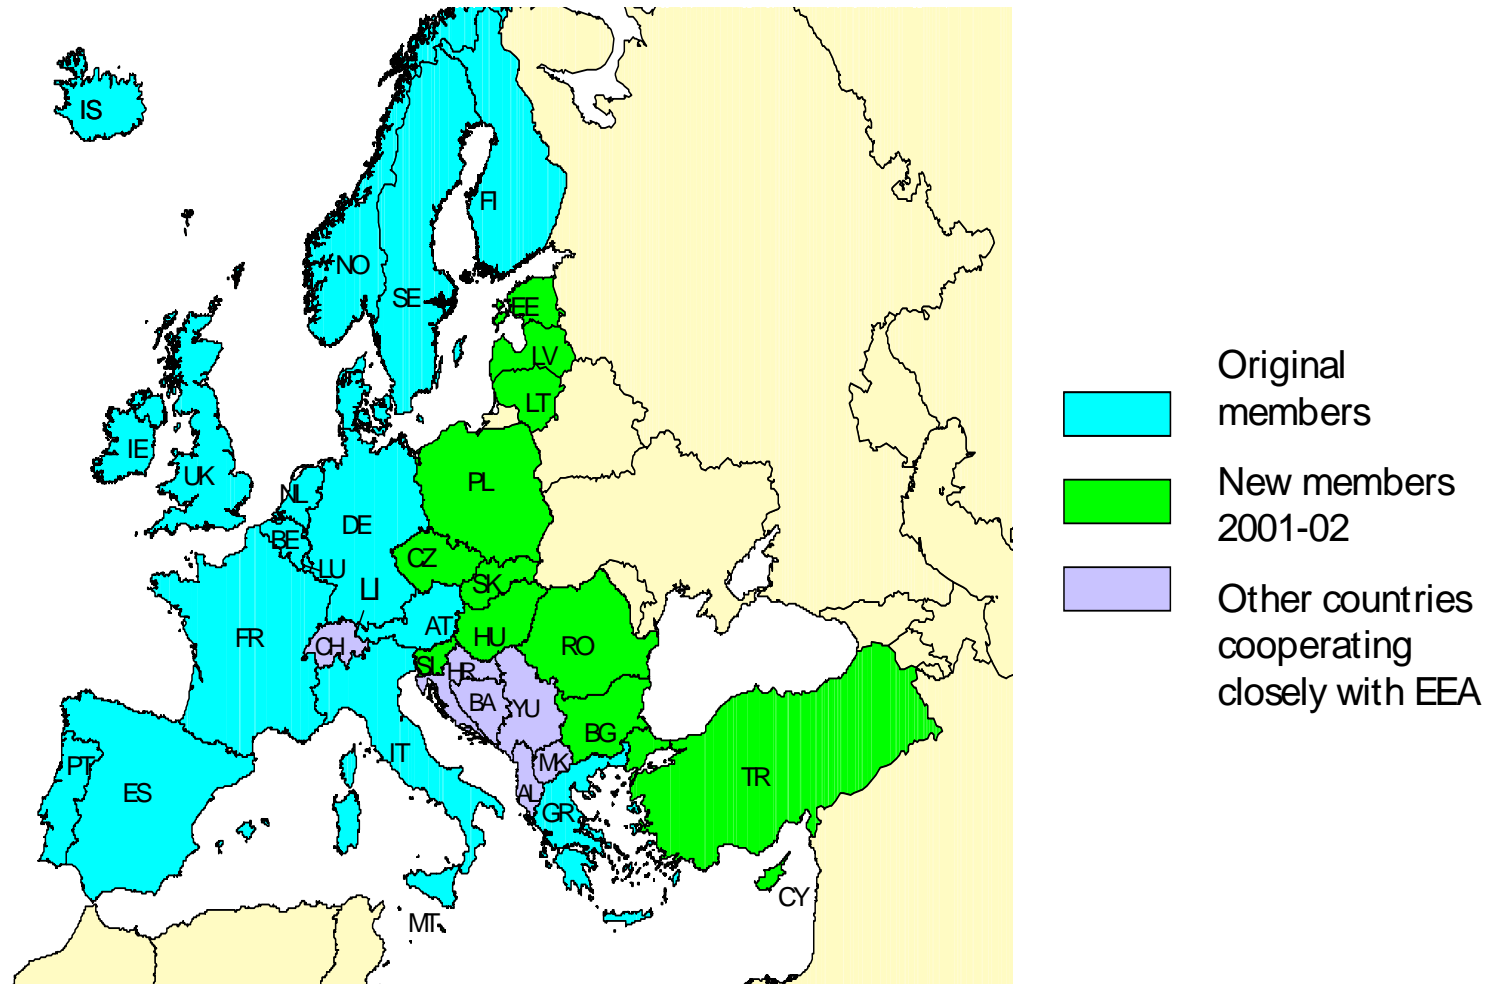 IS
FI
NO
SE
EE
LV
LT
IE
UK
NL
PL
DE
BE
CZ
LU
LI
SK
AT
FR
CH
HU
RO
SL
HR
BA
YU
BG
IT
MK
PT
TR
ES
AL
GR
CY
MT
Original
members
New members
2001-02
Other countries
cooperating
closely with EEA